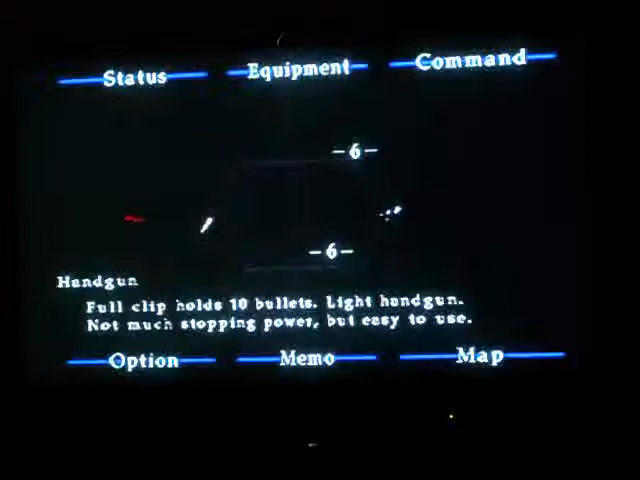 Status Equipment Command
-6-
-6-
Handgun
Full clip holds 10 bullets. Light handgun.
Not much stopping power, but easy to use.
Option Memo Map